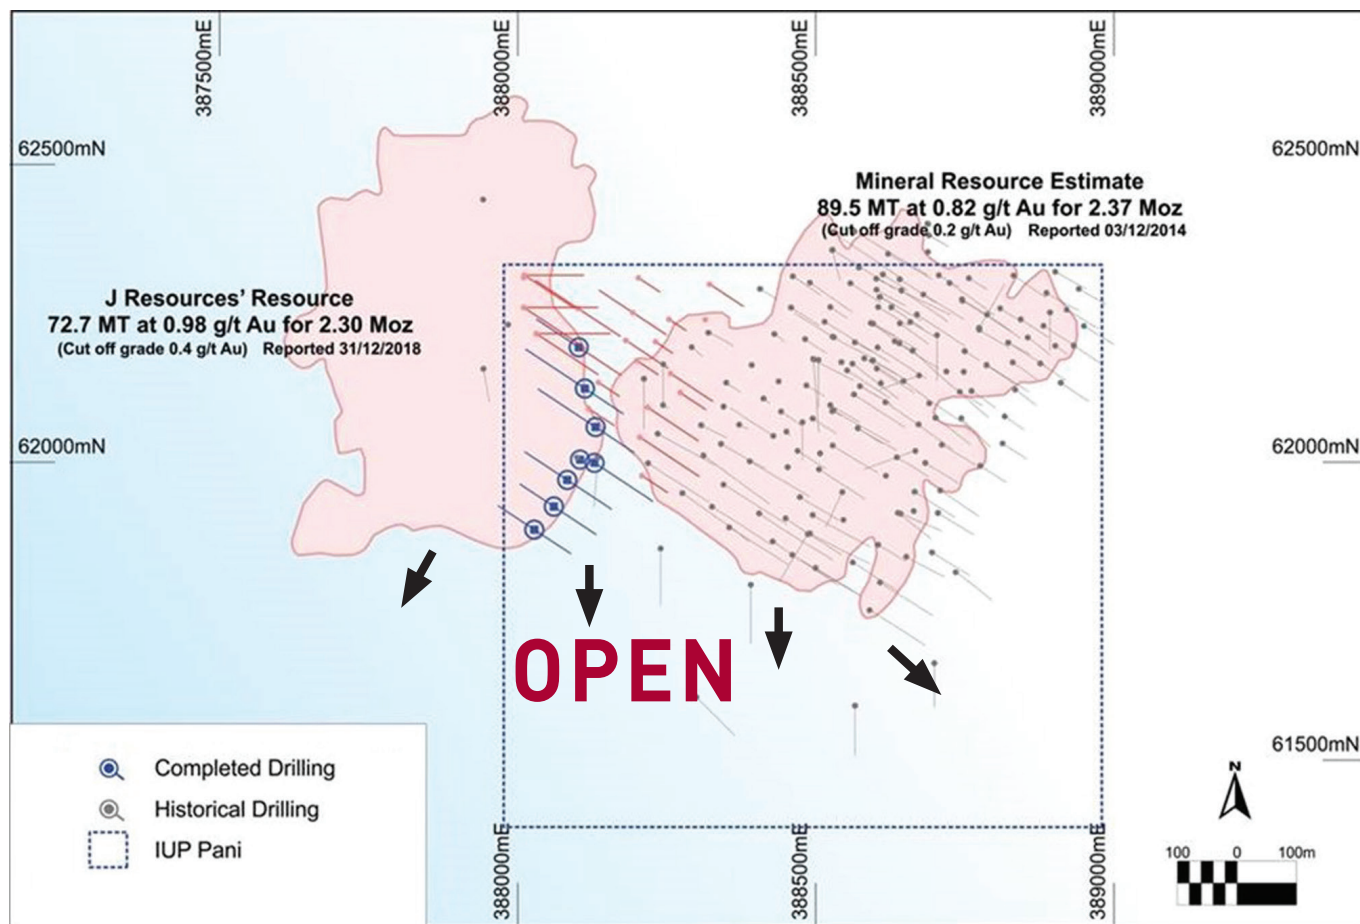 387500mE
388000mE
388500mE
389000mE
62500mN
62500mN
Mineral Resource Estimate
89.5 MT at 0.82 g/t Au for 2.37 Moz
(Cut off grade 0.2 g/t Au) Reported 03/12/2014
J Resources’ Resource
72.7 MT at 0.98 g/t Au for 2.30 Moz
(Cut off grade 0.4 g/t Au) Reported 31/12/2018
62000mN
62000mN
OPEN
61500mN
Completed Drilling
Historical Drilling
IUP Pani
388000mE
388500mE
389000mE
N
100 0 100m